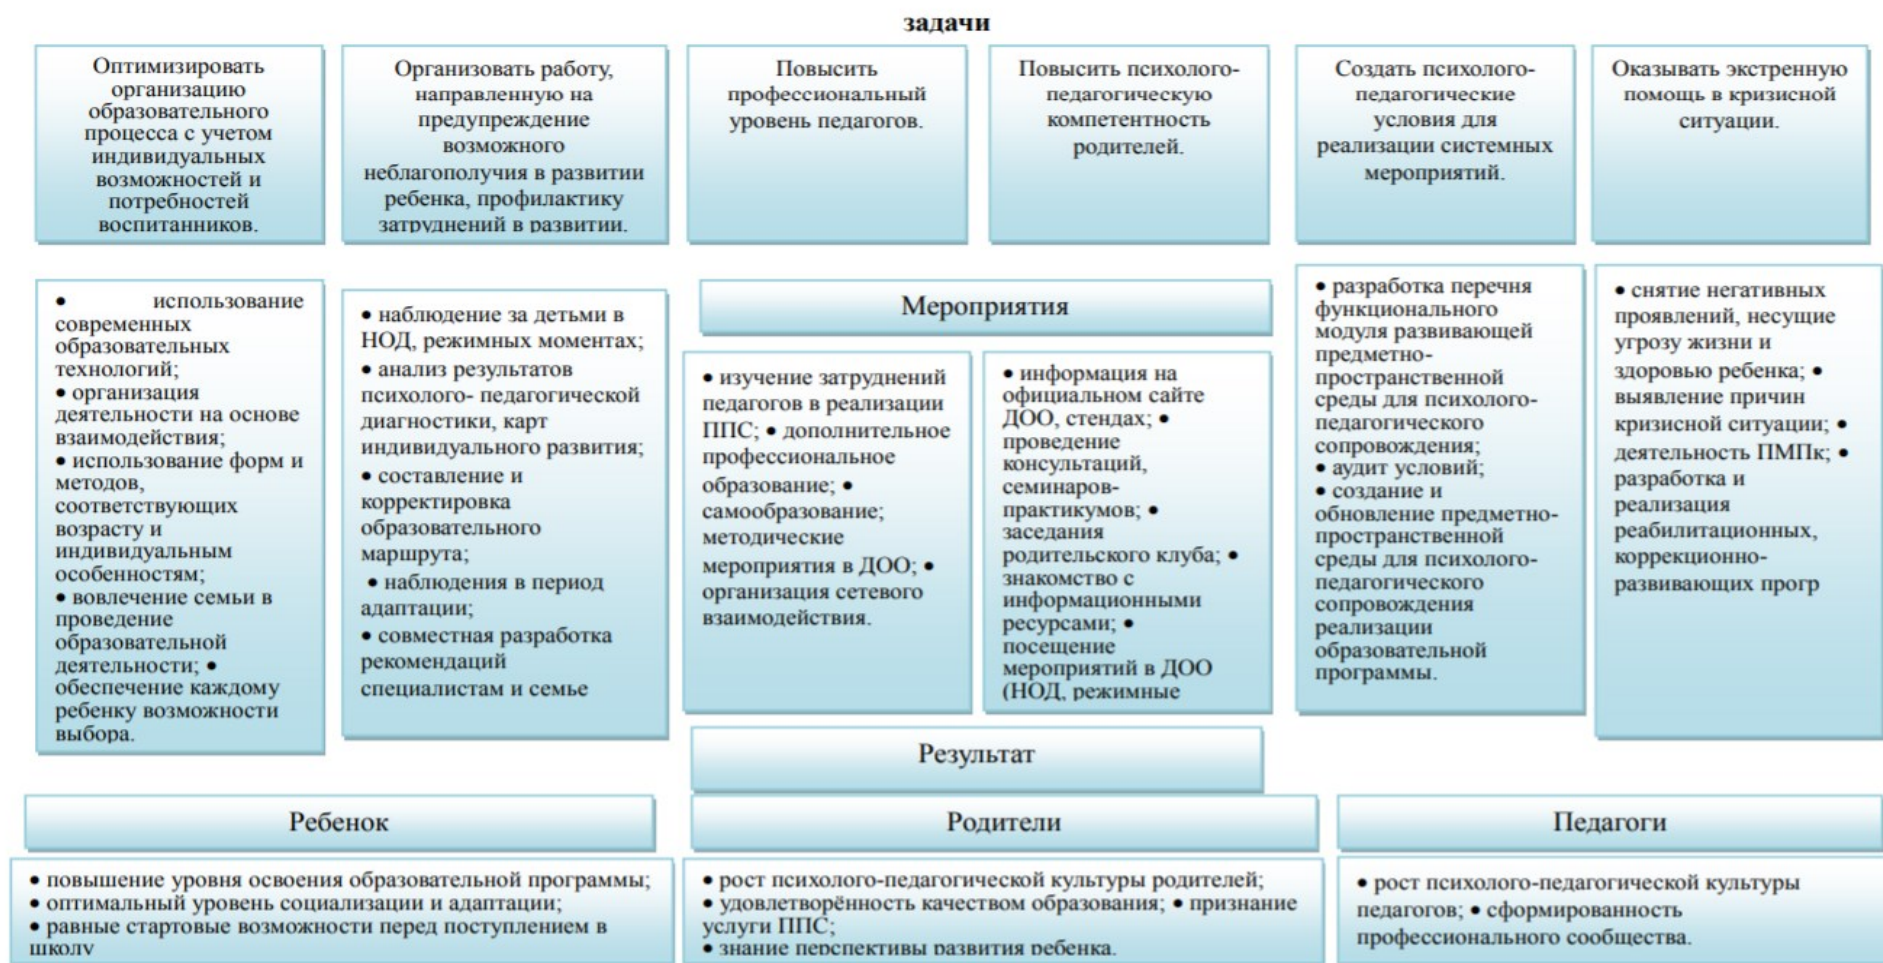 задачи
Оптимизировать
организацию
образовательного
процесса с учетом
индивидуальных
возможностей и
потребностей
воспитанников.
Организовать работу,
направленную на
предупреждение
возможного
неблагополучия в развитии
ребенка, профилактику
затруднений в развитии.
Повысить
профессиональный
уровень педагогов.
Повысить психолого-
педагогическую
компетентность
родителей.
Создать психолого-
педагогические
условия для
реализации системных
мероприятий.
Оказывать экстренную
помощь в кризисной
ситуации.
• использование
современных
образовательных
технологий;
• организация
деятельности на основе
взаимодействия;
• использование форм и
методов,
соответствующих
возрасту и
индивидуальным
особенностям;
• вовлечение семьи в
проведение
образовательной
деятельности; •
обеспечение каждому
ребенку возможности
выбора.
• наблюдение за детьми в
НОД, режимных моментах;
• анализ результатов
психолого- педагогической
диагностики, карт
индивидуального развития;
• составление и
корректировка
образовательного
маршрута;
• наблюдения в период
адаптации;
• совместная разработка
рекомендаций
специалистам и семье
Мероприятия
• изучение затруднений
педагогов в реализации
ППС; • дополнительное
профессиональное
образование; •
самообразование;
методические
мероприятия в ДОО; •
организация сетевого
взаимодействия.
• информация на
официальном сайте
ДОО, стендах; •
проведение
консультаций,
семинаров-
практикумов; •
заседания
родительского клуба; •
знакомство с
информационными
ресурсами; •
посещение
мероприятий в ДОО
(НОД, режимные
• разработка перечня
функционального
модуля развивающей
предметно-
пространственной
среды для психолого-
педагогического
сопровождения;
• аудит условий;
• создание и
обновление предметно-
пространственной
среды для психолого-
педагогического
сопровождения
реализации
образовательной
программы.
• снятие негативных
проявлений, несущие
угрозу жизни и
здоровью ребенка; •
выявление причин
кризисной ситуации; •
деятельность ПМПк; •
разработка и
реализация
реабилитационных,
коррекционно-
развивающих прогр
Результат
Ребенок
Родители
Педагоги
• повышение уровня освоения образовательной программы;
• оптимальный уровень социализации и адаптации;
• равные стартовые возможности перед поступлением в
школу
• рост психолого-педагогической культуры родителей;
• удовлетворённость качеством образования; • признание
услуги ППС;
• знание перспективы развития ребенка.
• рост психолого-педагогической культуры
педагогов; • сформированность
профессионального сообщества.